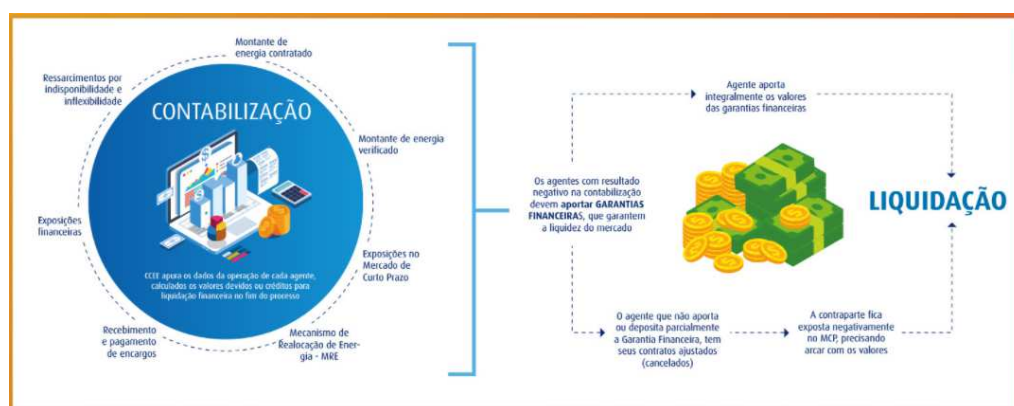 Montante de
energia contratado
Ressarcimentos por
indisponibilidade e
inflexibilidade
CONTABILIZAÇÃO
Montante de energia
verificado
Exposições
financeiras
Exposições no
Mercado de
Curto Prazo
CCEE apura os dados da operação de cada agente,
calculados os valores devidos ou créditos para
liquidação financeira no fim do processo
Recebimento
e pagamento
de encargos
Mecanismo de
Realocação de Ener-
gia - MRE
Os agentes com resultado
negativo na contabilização
devem aportar GARANTIAS
FINANCEIRAS, que garantem
a liquidez do mercado
Agente aporta
integralmente os valores
das garantias financeiras
O agente que não aporta
ou deposita parcialmente
a Garantia Financeira, tem
seus contratos ajustados
(cancelados)
A contraparte fica
exposta negativamente
no MCP, precisando
arcar com os valores
LIQUIDAÇÃO